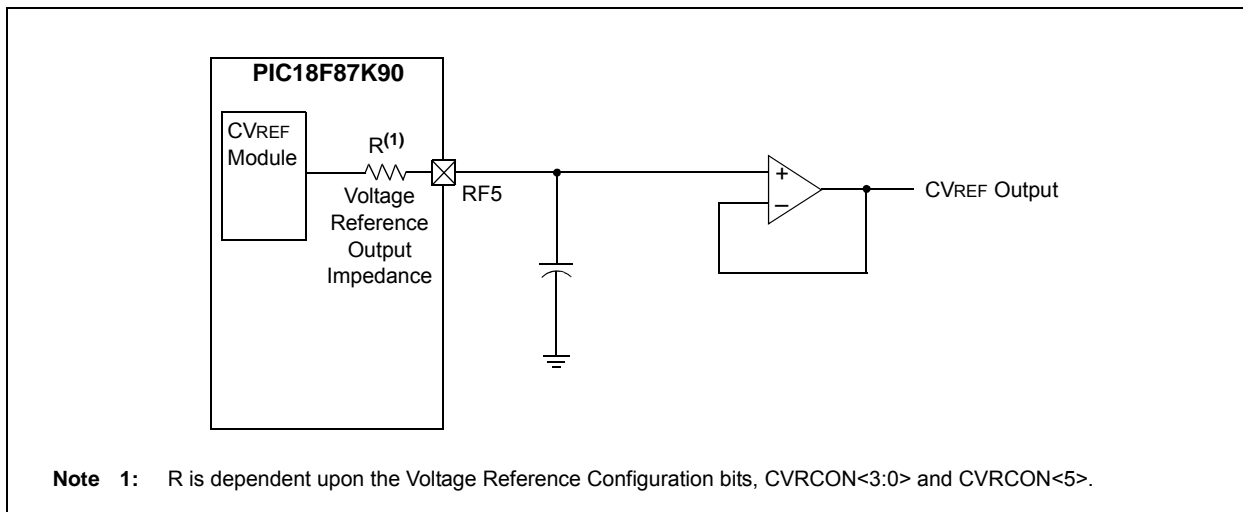 PIC18F87K90
CVREF
Module
R(1)
Voltage
Reference
Output
Impedance
RF5
+
–
CVREF Output
Note 1: R is dependent upon the Voltage Reference Configuration bits, CVRCON<3:0> and CVRCON<5>.